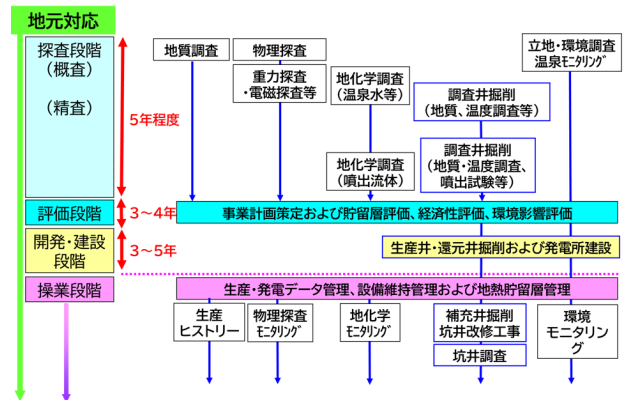 地元対応
探査段階
（概査）
（精査）
5年程度
地質調査
物理探査
重力探査
・電磁探査等
地化学調査
（温泉水等）
地化学調査
（噴出流体）
調査井掘削
（地質、温度調査等）
調査井掘削
（地質・温度調査、
噴出試験等）
立地・環境調査
温泉ﾓﾆﾀﾘﾝｸﾞ
評価段階
3～4年
事業計画策定および貯留層評価、経済性評価、環境影響評価
開発・建設
段階
3～5年
生産井・還元井掘削および発電所建設
操業段階
生産・発電データ管理、設備維持管理および地熱貯留層管理
生産
ヒストリー
物理探査
ﾓﾆﾀﾘﾝｸﾞ
地化学
ﾓﾆﾀﾘﾝｸﾞ
補充井掘削
坑井改修工事
坑井調査
環境
モニタリン
グ